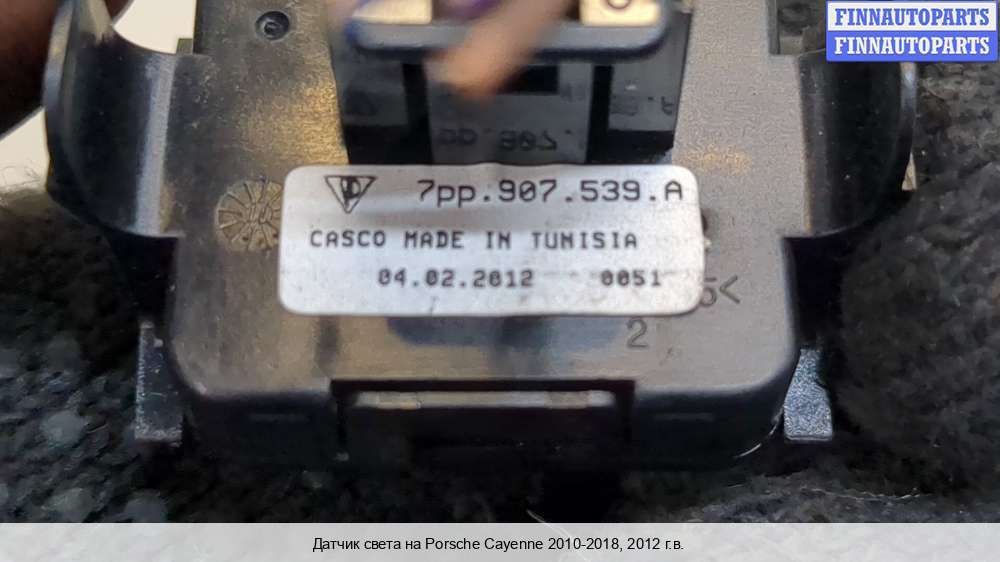 FINNAUTOPARTS
FINNAUTOPARTS
7pp.907.539.A
CASCO MADE IN TUNISIA
04.02.2012 0051
5<
2
Датчик света на Porsche Cayenne 2010-2018, 2012 г.в.